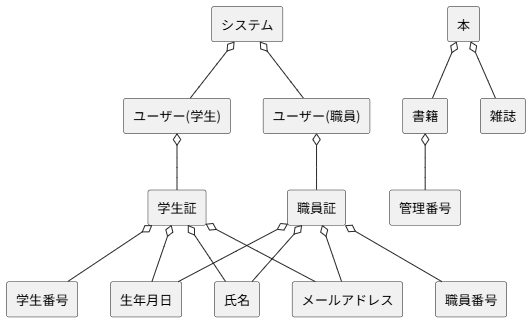 システム
本
ユーザー(学生)
ユーザー(職員)
書籍
雑誌
学生証
職員証
管理番号
学生番号
生年月日
氏名
メールアドレス
職員番号